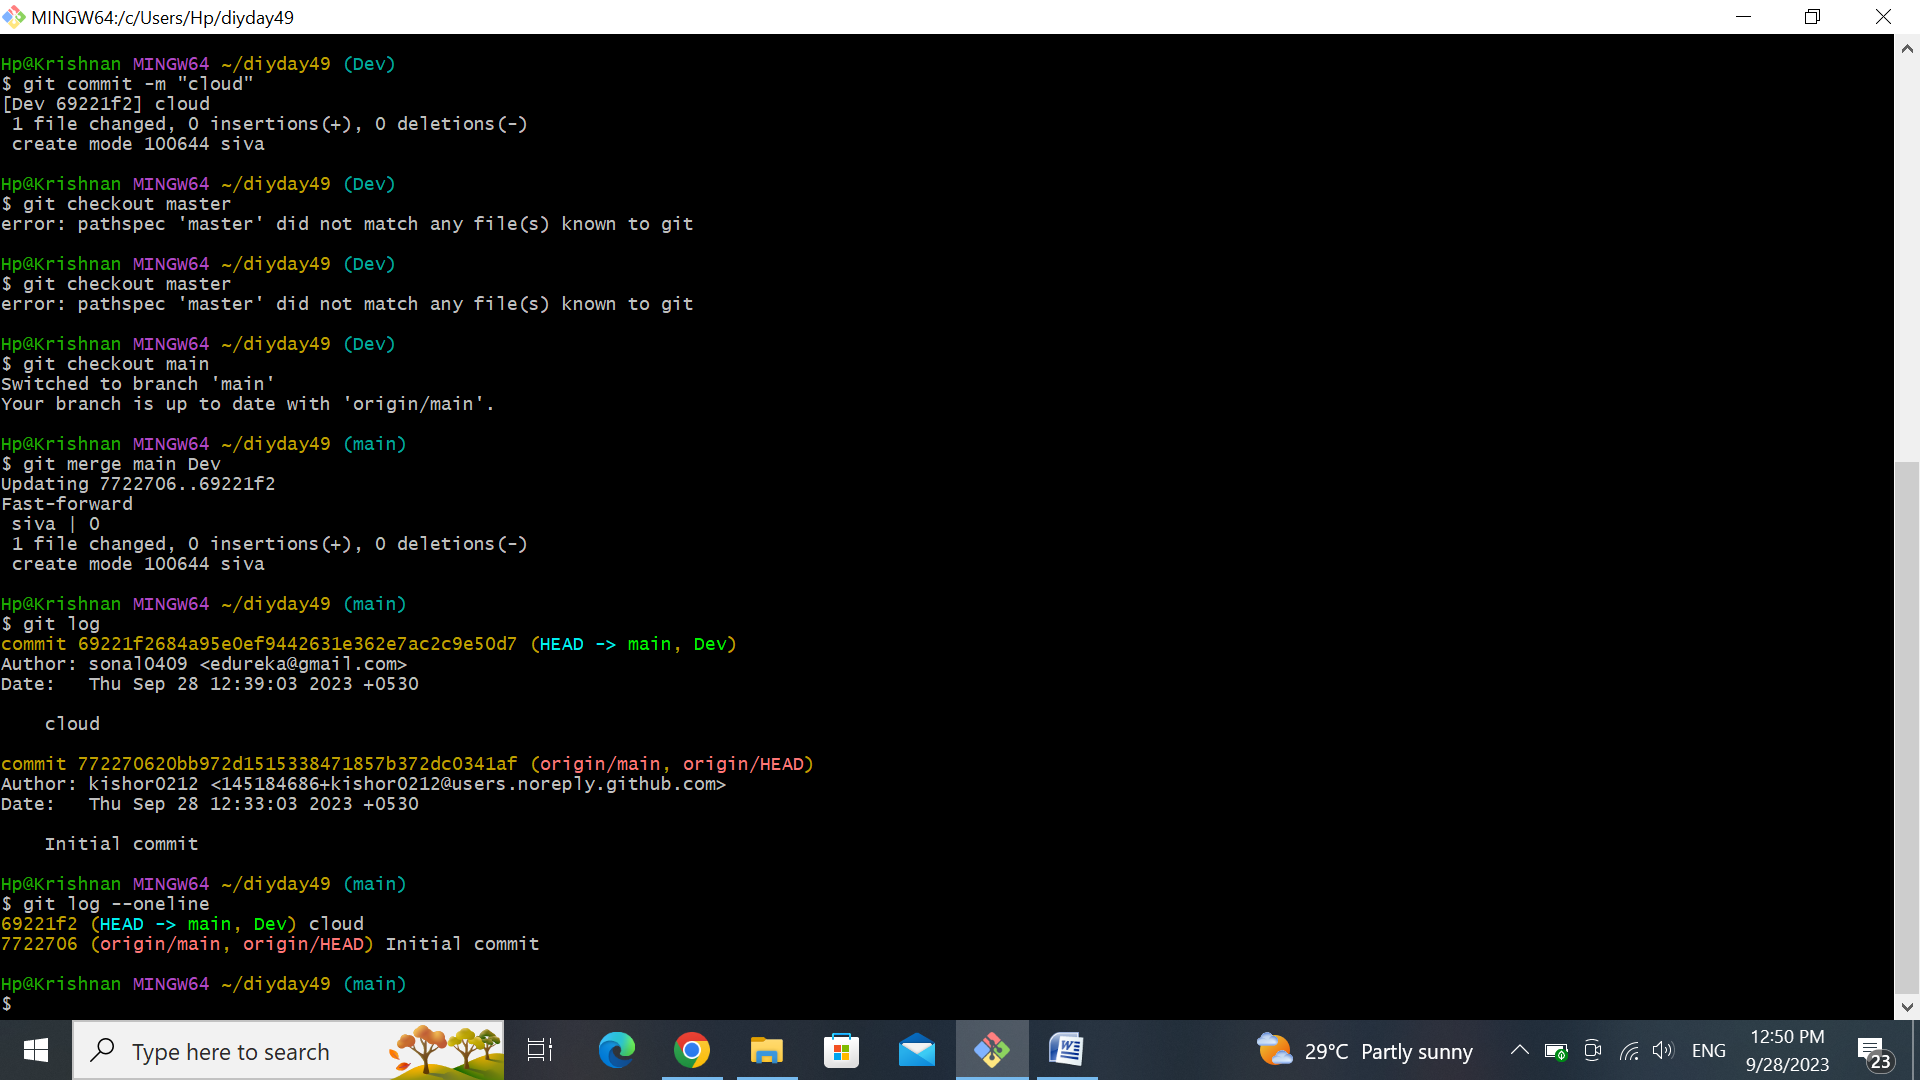 MINGW64:/c/Users/Hp/diyday49
Hp@Krishnan MINGW64 ~/diyday49 (Dev)
$ git commit -m "cloud"
[Dev 69221f2] cloud
 1 file changed, 0 insertions(+), 0 deletions(-)
 create mode 100644 siva
Hp@Krishnan MINGW64 ~/diyday49 (Dev)
$ git checkout master
error: pathspec 'master' did not match any file(s) known to git
Hp@Krishnan MINGW64 ~/diyday49 (Dev)
$ git checkout master
error: pathspec 'master' did not match any file(s) known to git
Hp@Krishnan MINGW64 ~/diyday49 (Dev)
$ git checkout main
Switched to branch 'main'
Your branch is up to date with 'origin/main'.
Hp@Krishnan MINGW64 ~/diyday49 (main)
$ git merge main Dev
Updating 7722706..69221f2
Fast-forward
 siva | 0
 1 file changed, 0 insertions(+), 0 deletions(-)
 create mode 100644 siva
Hp@Krishnan MINGW64 ~/diyday49 (main)
$ git log
commit 69221f2684a95e0ef9442631e362e7ac2c9e50d7 (HEAD -> main, Dev)
Author: sonal0409 <edureka@gmail.com>
Date:   Thu Sep 28 12:39:03 2023 +0530
    cloud
commit 772270620bb972d1515338471857b372dc0341af (origin/main, origin/HEAD)
Author: kishor0212 <145184686+kishor0212@users.noreply.github.com>
Date:   Thu Sep 28 12:33:03 2023 +0530
    Initial commit
Hp@Krishnan MINGW64 ~/diyday49 (main)
$ git log --oneline
69221f2 (HEAD -> main, Dev) cloud
7722706 (origin/main, origin/HEAD) Initial commit
Hp@Krishnan MINGW64 ~/diyday49 (main)
$
Type here to search
29°C Partly sunny
ENG
12:50 PM
9/28/2023
23